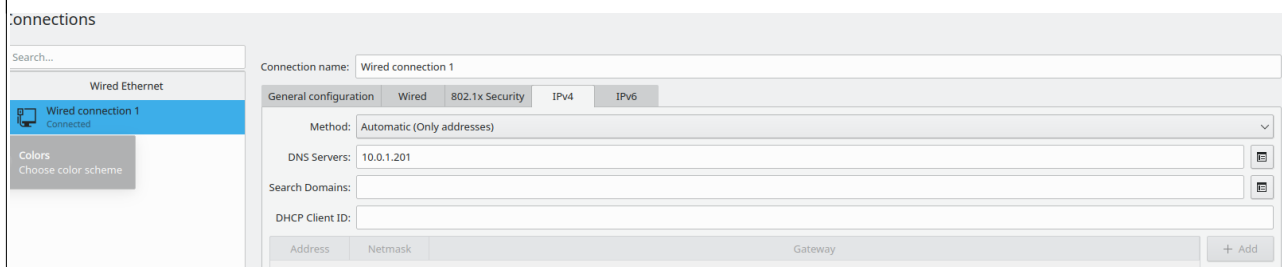 Connections
Search...
Wired Ethernet
Wired connection 1
Connected
Colors
Choose color scheme
Connection name: Wired connection 1
General configuration Wired 802.1x Security IPv4 IPv6
Method: Automatic (Only addresses)
DNS Servers: 10.0.1.201
Search Domains:
DHCP Client ID:
Address Netmask Gateway + Add